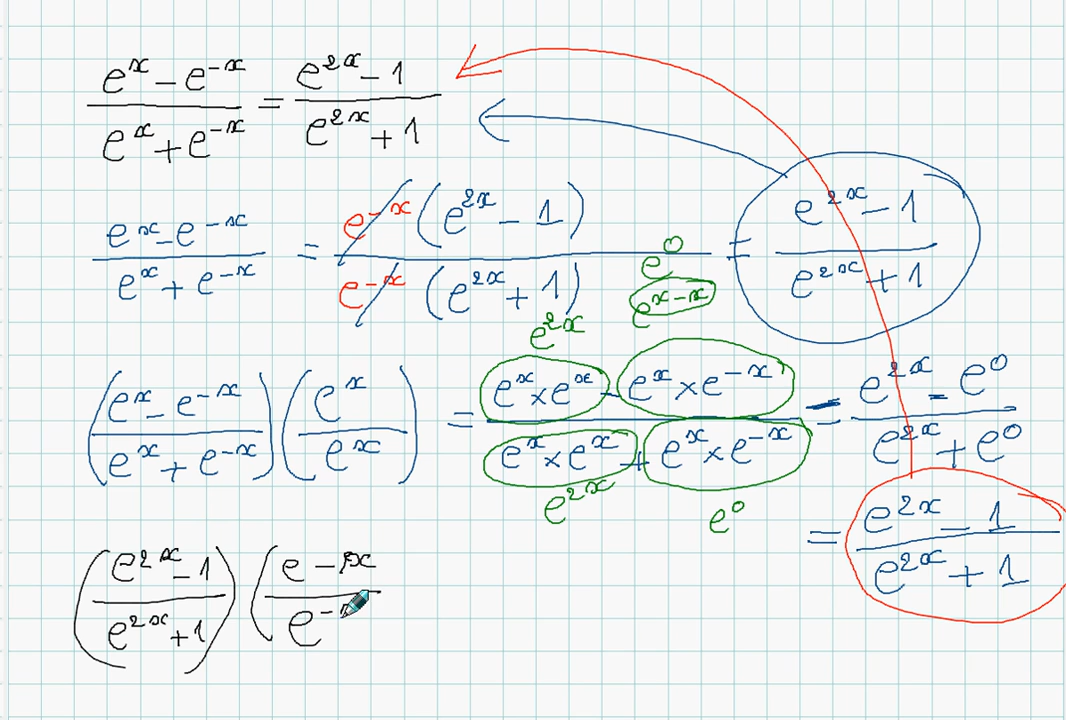 (e^x - e^-x)/(e^x + e^-x) = (e^2x - 1)/(e^2x + 1)
(e^x - e^-x)/(e^x + e^-x) = e^-x (e^2x - 1)/e^-x (e^2x + 1) = (e^2x - 1)/(e^2x + 1)
e^0
e^x-x
e^2x
((e^x - e^-x)/(e^x + e^-x)) (e^x/e^x) = (e^x × e^x - e^x × e^-x)/(e^x × e^x + e^x × e^-x) = (e^2x - e^0)/(e^2x + e^0)
e^2x e^0
= (e^2x - 1)/(e^2x + 1)
((e^2x - 1)/(e^2x + 1)) (e^-x/e^-